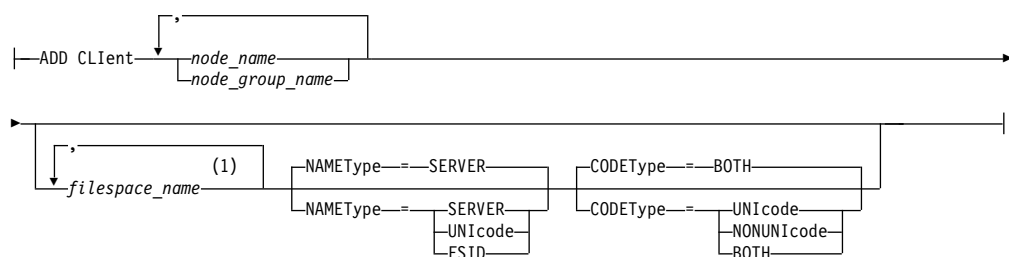 ,
ADD CLIent node_name
node_group_name
,
(1)
filespace_name
NAMEType = SERVER
CODEType = BOTH
NAMEType = SERVER
UNIcode
FSID
CODEType = UNIcode
NONUNIcode
BOTH